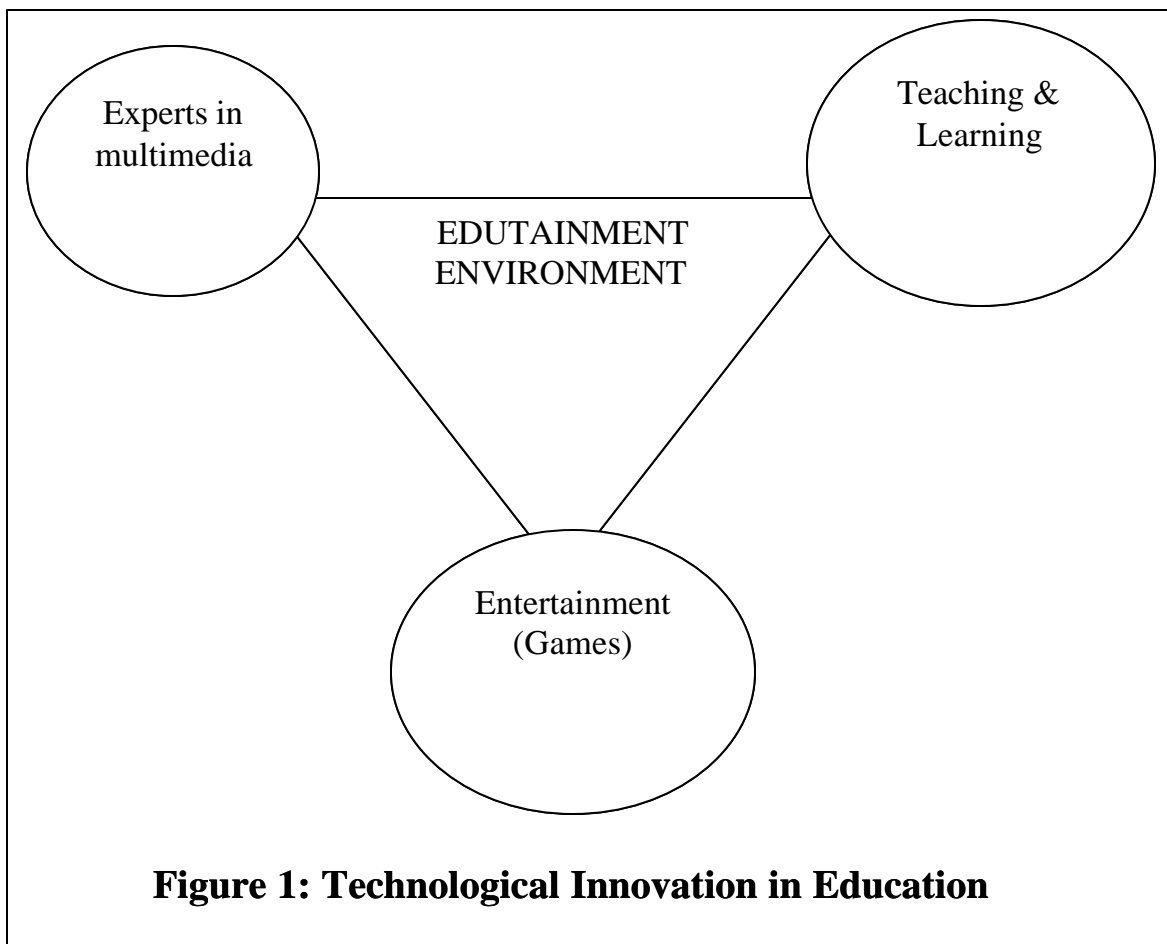 Experts in
multimedia
Teaching &
Learning
EDUTAINMENT
ENVIRONMENT
Entertainment
(Games)
Figure 1: Technological Innovation in Education